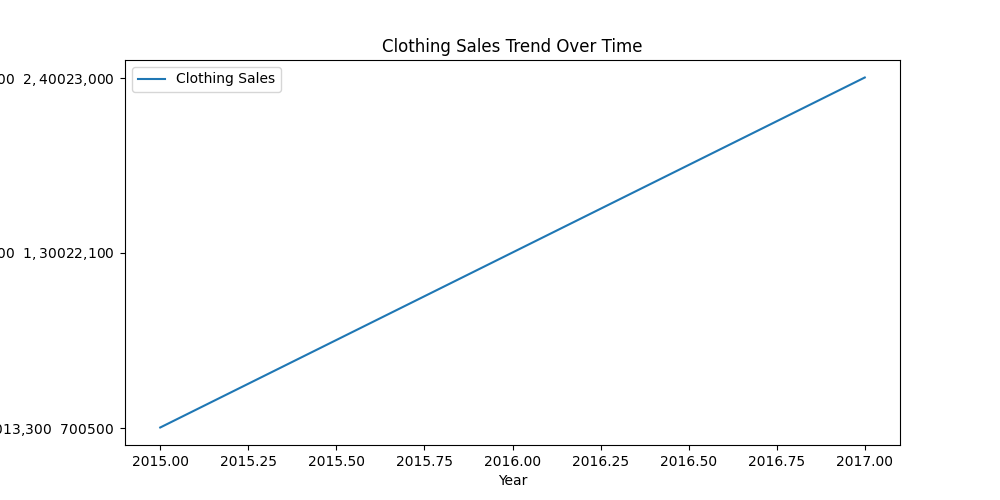 Clothing Sales Trend Over Time
Clothing Sales
2,40023,000
1,30022,100
13,300 700500
2015.00 2015.25 2015.50 2015.75 2016.00 2016.25 2016.50 2016.75 2017.00
Year